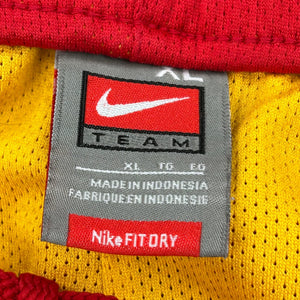 XL
TEAM
XL TG EG
MADE IN INDONESIA
FABRIQUE EN INDONESIE
Nike FIT DRY